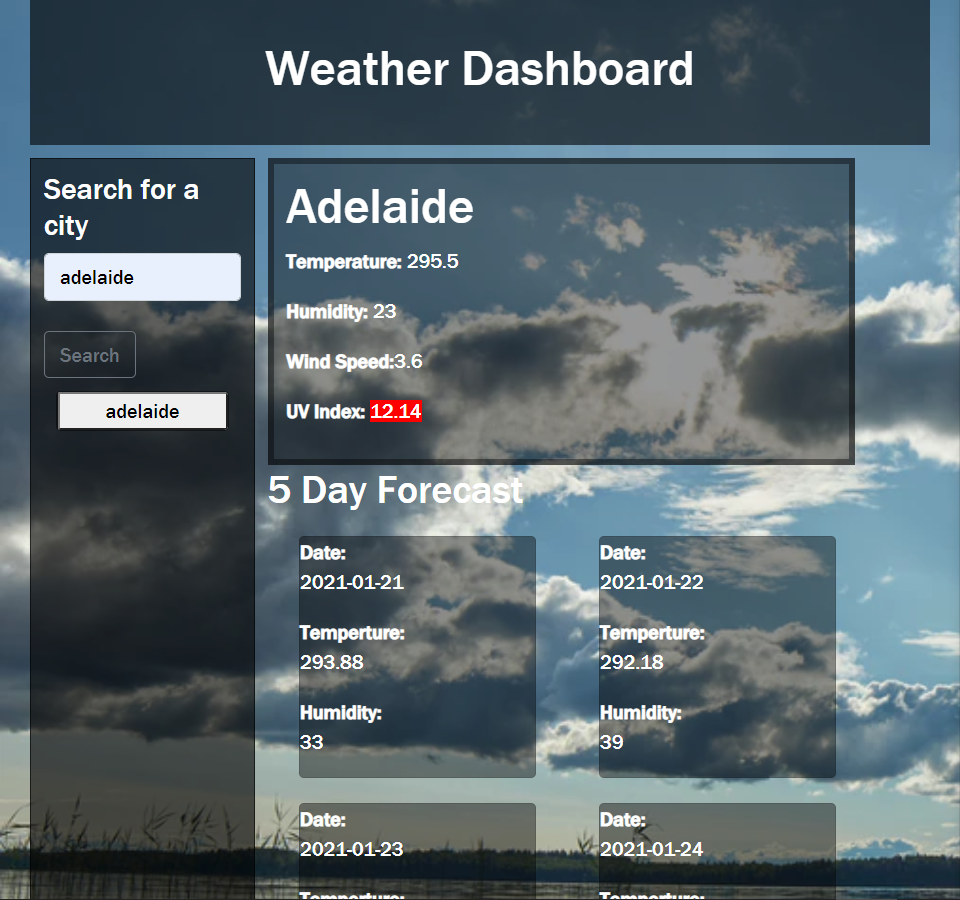 Weather Dashboard
Search for a
city
adelaide
Search
adelaide
Adelaide
Temperature: 295.5
Humidity: 23
Wind Speed:3.6
UV Index: 12.14
5 Day Forecast
Date:
2021-01-21
Temperture:
293.88
Humidity:
33
Date:
2021-01-22
Temperture:
292.18
Humidity:
39
Date:
2021-01-23
Temperture:
Date:
2021-01-24
Temperture: